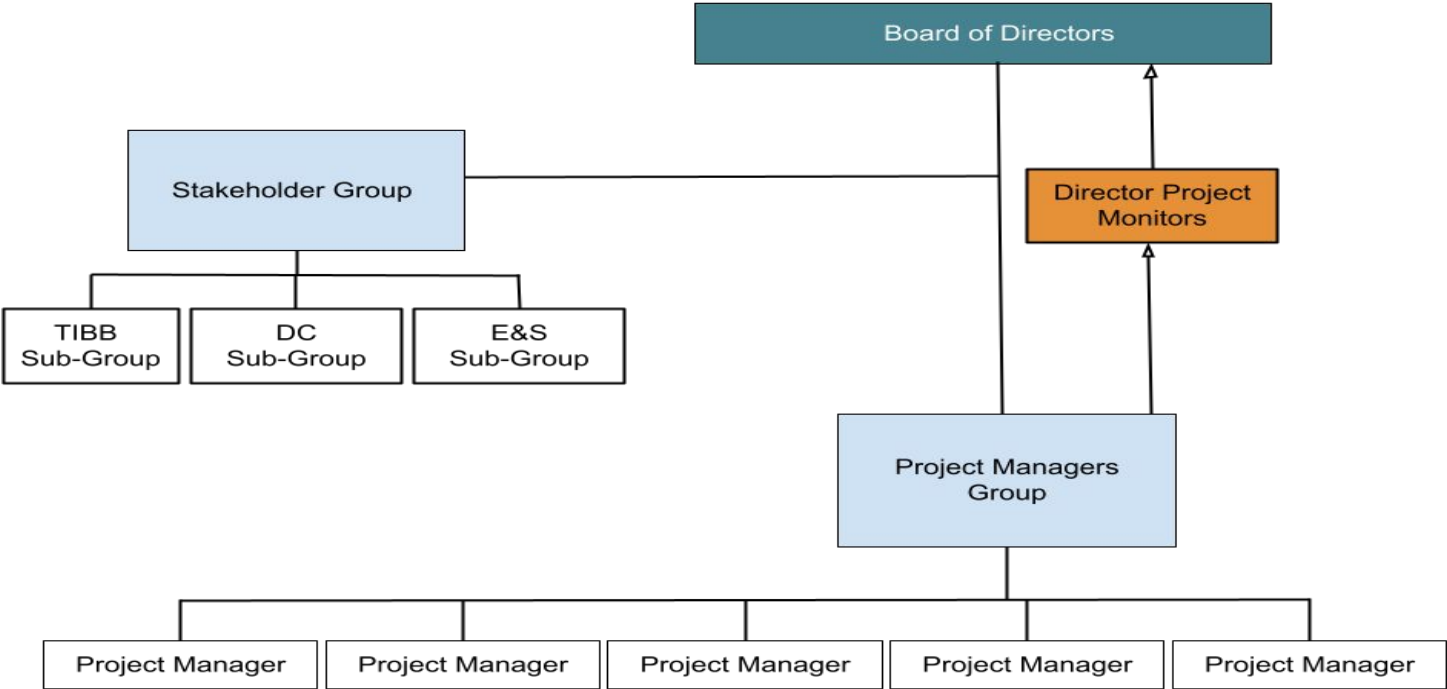 Board of Directors
Stakeholder Group
Director Project
Monitors
TIBB
Sub-Group
DC
Sub-Group
E&S
Sub-Group
Project Managers
Group
Project Manager
Project Manager
Project Manager
Project Manager
Project Manager